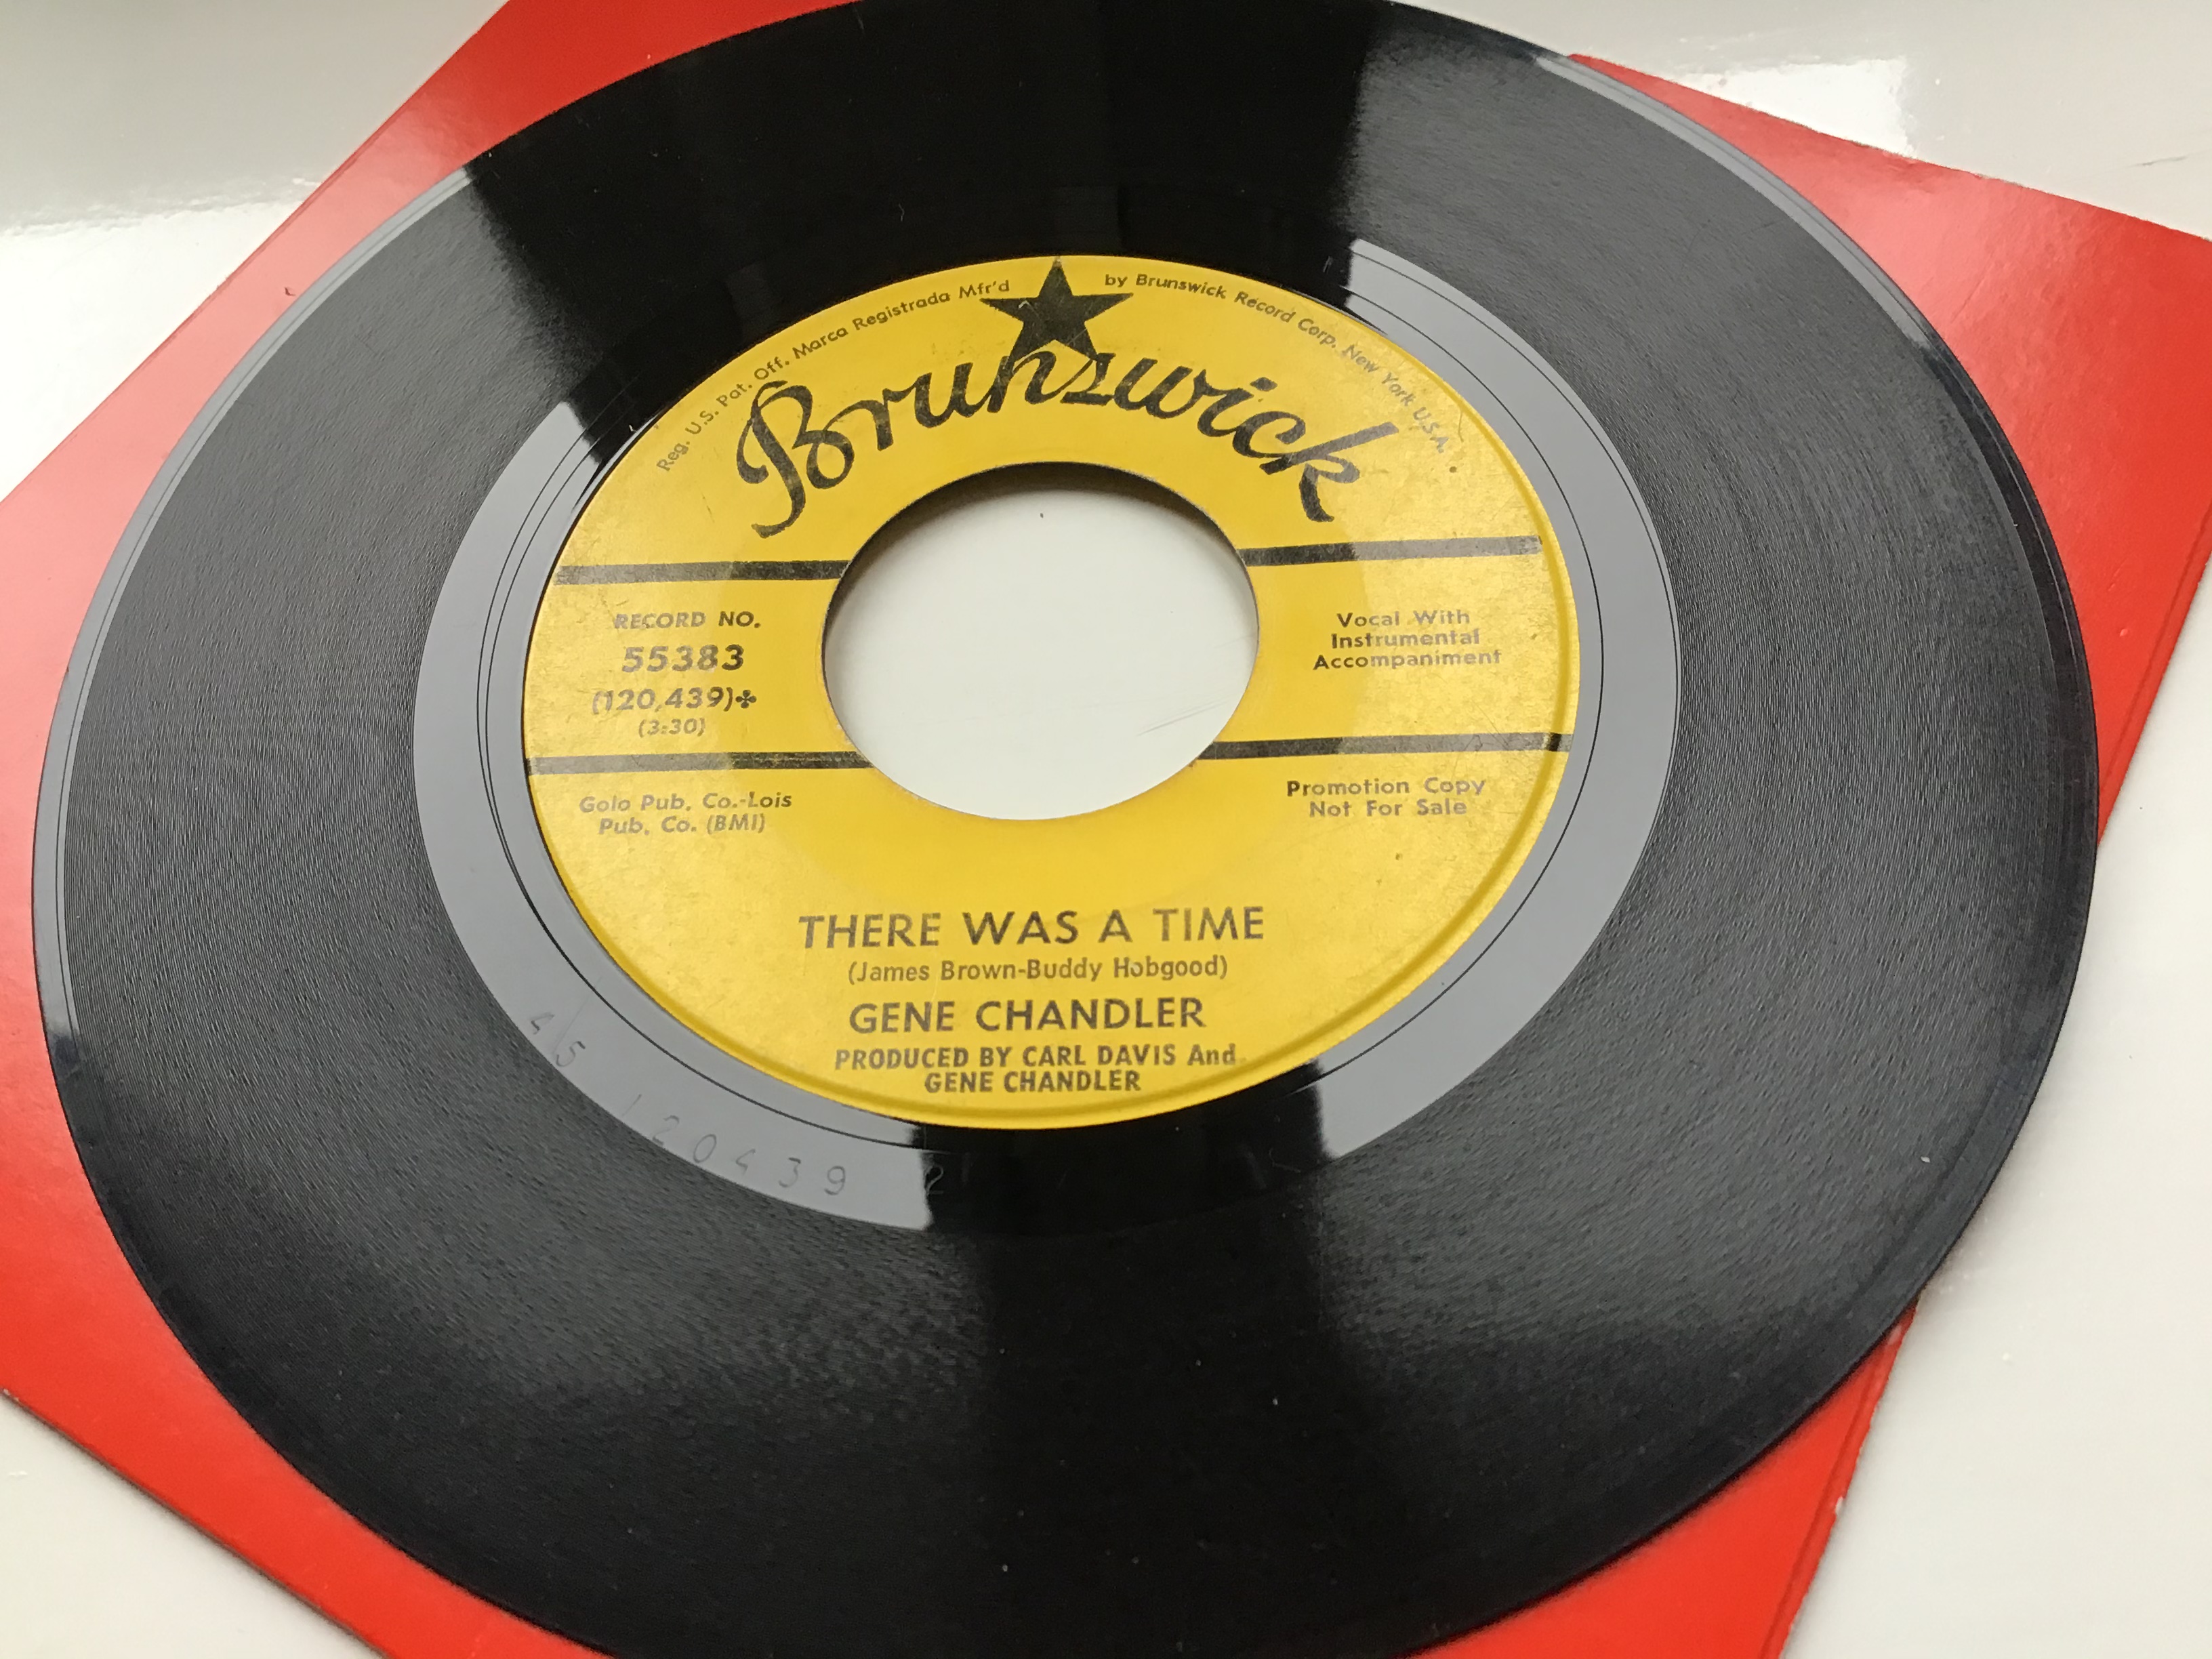 Reg. U.S. Pat. Off. Marca Registrada Mfr'd by Brunswick Record Corp. New York U.S.A.
Brunswick
RECORD NO.
55383
(120,439)✤
(3:30)
Vocal With
Instrumental
Accompaniment
Golo Pub. Co.-Lois
Pub. Co. (BMI)
Promotion Copy
Not For Sale
THERE WAS A TIME
(James Brown-Buddy Hobgood)
GENE CHANDLER
PRODUCED BY CARL DAVIS And
GENE CHANDLER
45 120439 2